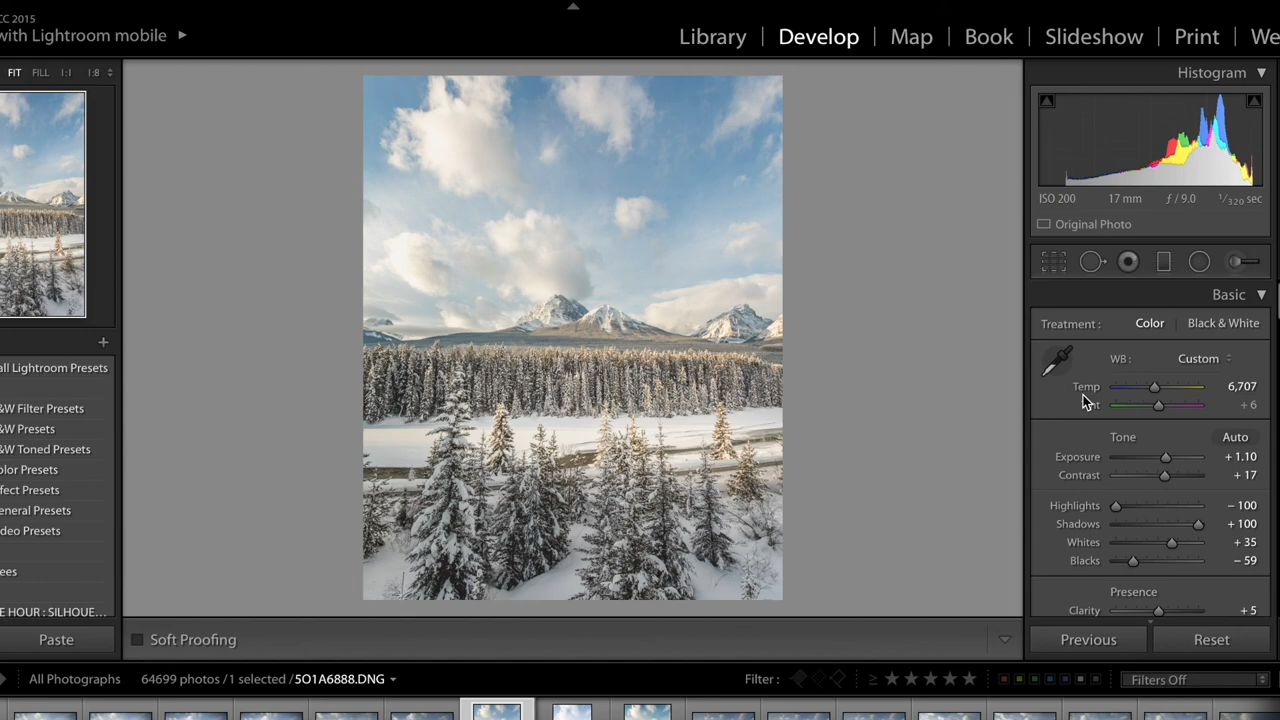 CC 2015
with Lightroom mobile
Library | Develop | Map | Book | Slideshow | Print | We
FIT FILL 1:1 1:8
Histogram
ISO 200 17 mm ƒ / 9.0 1/320 sec
Original Photo
Basic
Treatment : Color Black & White
WB : Custom
Temp 6,707
+ 6
Tone Auto
Exposure + 1.10
Contrast + 17
Highlights − 100
Shadows + 100
Whites + 35
Blacks − 59
Presence
Clarity + 5
all Lightroom Presets
&W Filter Presets
&W Presets
&W Toned Presets
olor Presets
fect Presets
eneral Presets
ideo Presets
ees
E HOUR : SILHOUE...
Paste
Soft Proofing
Previous Reset
All Photographs 64699 photos / 1 selected / 5O1A6888.DNG
Filter : ≥ Filters Off